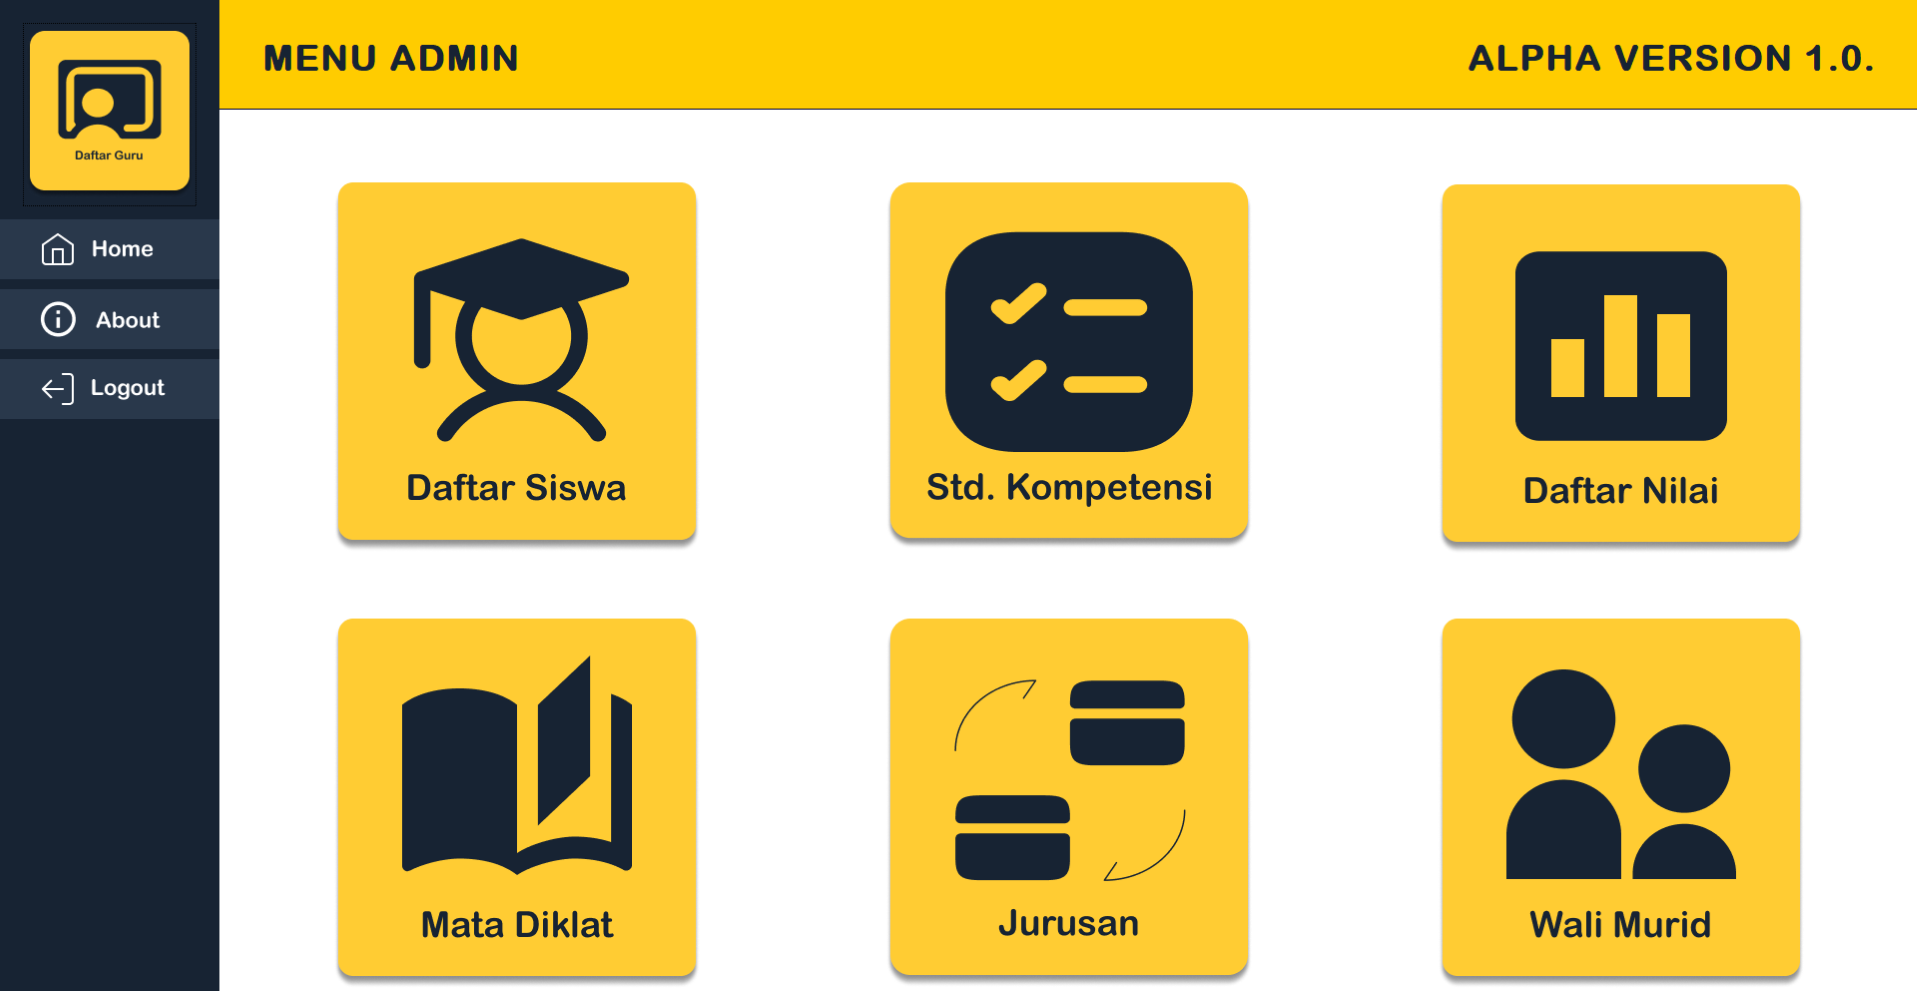 Daftar Guru
Home
About
Logout
MENU ADMIN
ALPHA VERSION 1.0.
Daftar Siswa
Std. Kompetensi
Daftar Nilai
Mata Diklat
Jurusan
Wali Murid